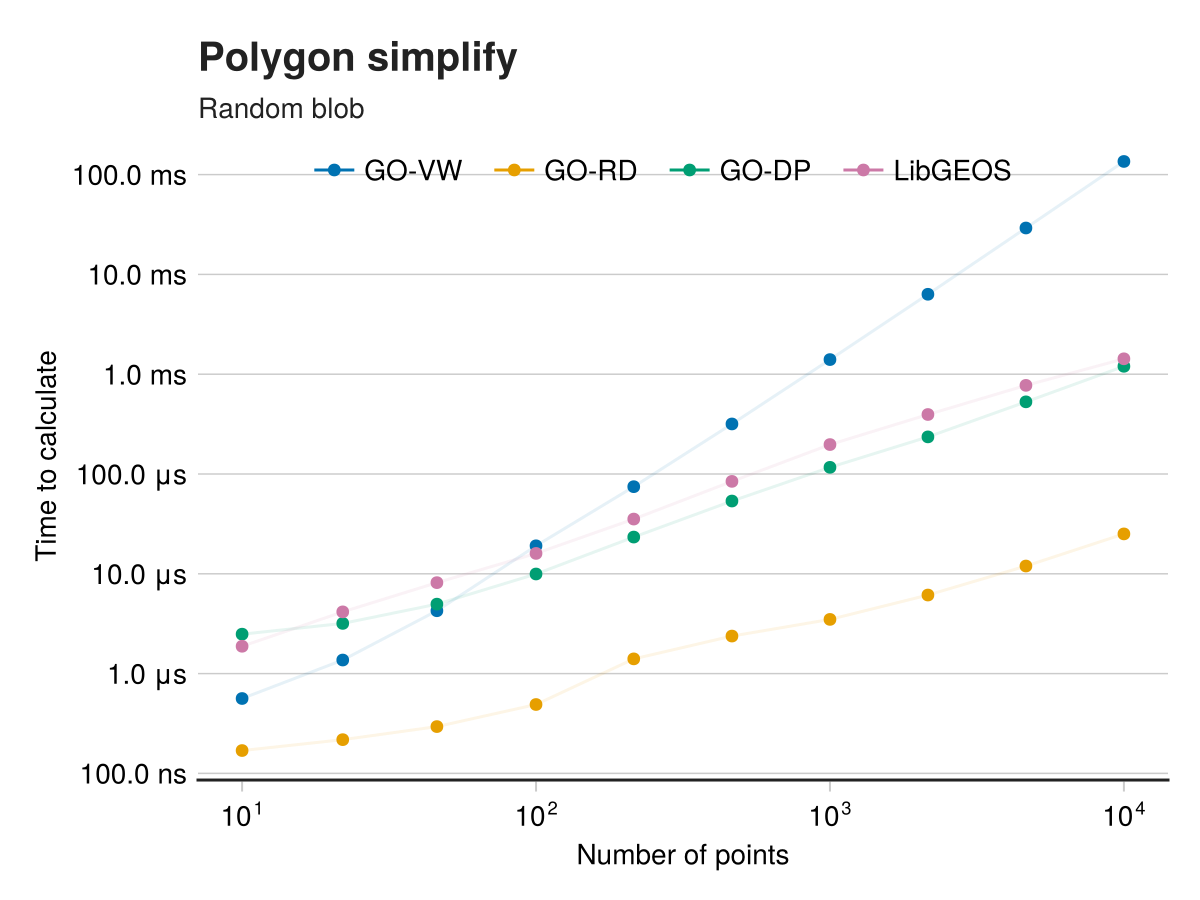 Polygon simplify
Random blob
GO-VW GO-RD GO-DP LibGEOS
100.0 ms
10.0 ms
1.0 ms
100.0 µs
10.0 µs
1.0 µs
100.0 ns
Time to calculate
10¹ 10² 10³ 10⁴
Number of points